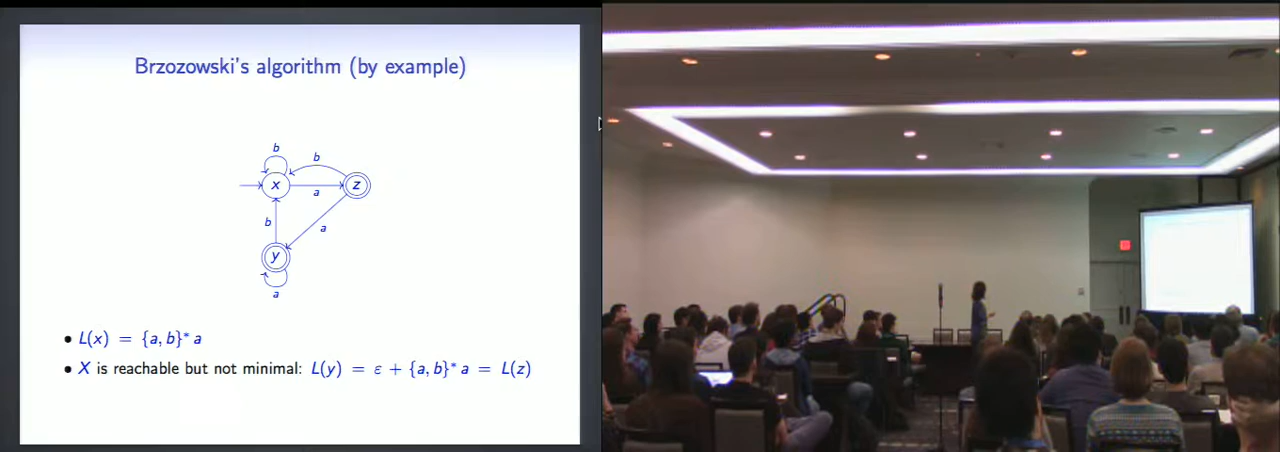 Brzozowski's algorithm (by example)
b
b
x
a
z
b
a
y
a
• L(x) = {a, b}* a
• X is reachable but not minimal: L(y) = ε + {a, b}* a = L(z)